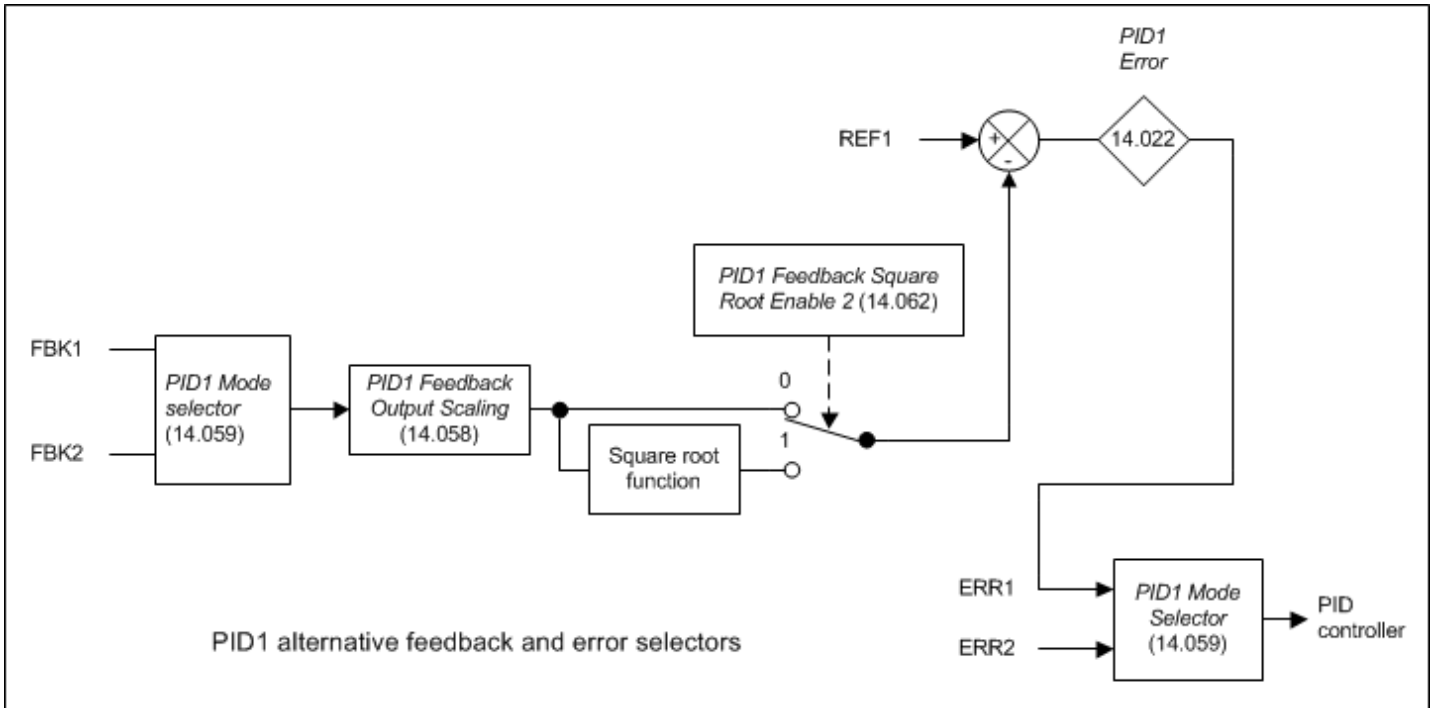 PID1
Error
REF1
+
-
14.022
PID1 Feedback Square
Root Enable 2 (14.062)
FBK1
FBK2
PID1 Mode
selector
(14.059)
PID1 Feedback
Output Scaling
(14.058)
0
1
Square root
function
ERR1
ERR2
PID1 Mode
Selector
(14.059)
PID
controller
PID1 alternative feedback and error selectors